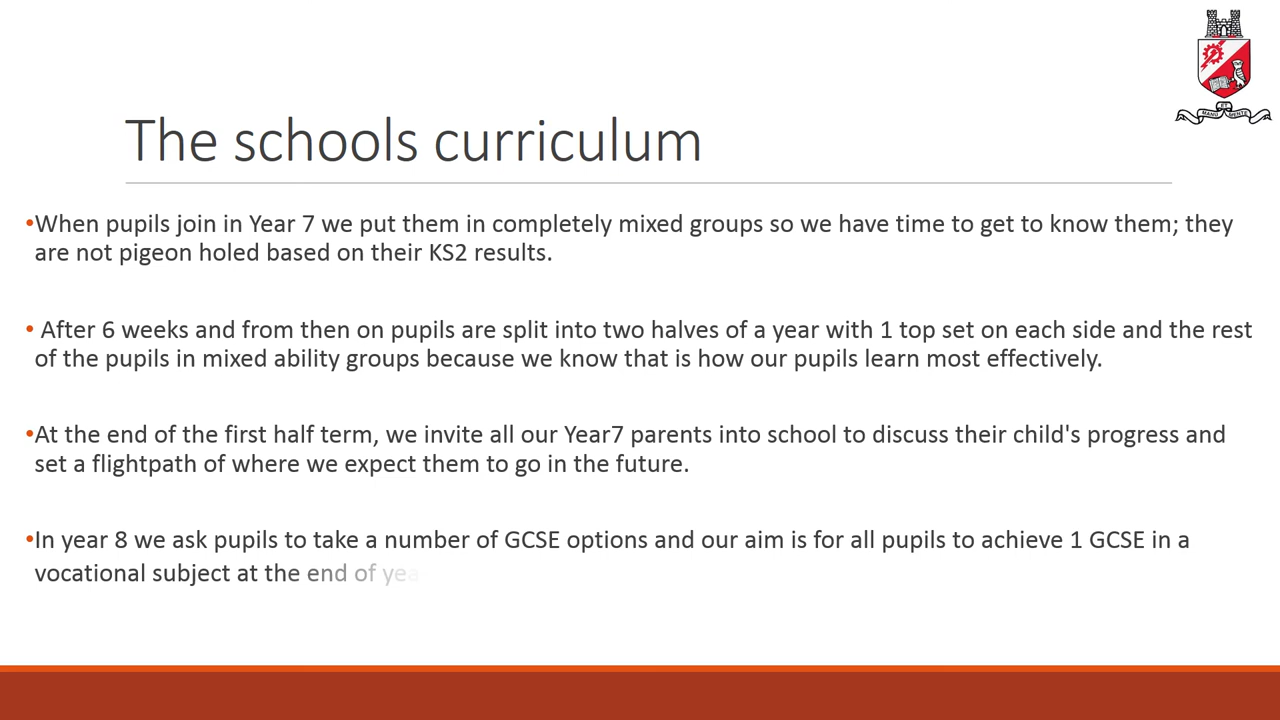 ET
MANU MENTE
The schools curriculum
•When pupils join in Year 7 we put them in completely mixed groups so we have time to get to know them; they
are not pigeon holed based on their KS2 results.
• After 6 weeks and from then on pupils are split into two halves of a year with 1 top set on each side and the rest
of the pupils in mixed ability groups because we know that is how our pupils learn most effectively.
•At the end of the first half term, we invite all our Year7 parents into school to discuss their child's progress and
set a flightpath of where we expect them to go in the future.
•In year 8 we ask pupils to take a number of GCSE options and our aim is for all pupils to achieve 1 GCSE in a
vocational subject at the end of yea